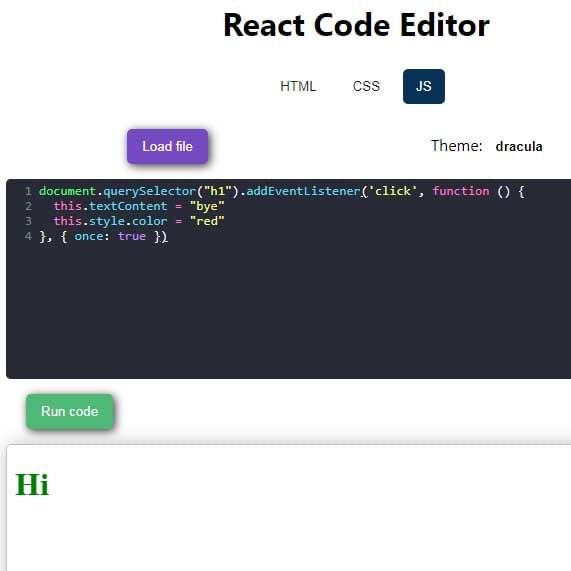 React Code Editor
HTML CSS JS
Load file Theme: dracula
1 document.querySelector("h1").addEventListener('click', function () {
2   this.textContent = "bye"
3   this.style.color = "red"
4 }, { once: true })
Run code
Hi